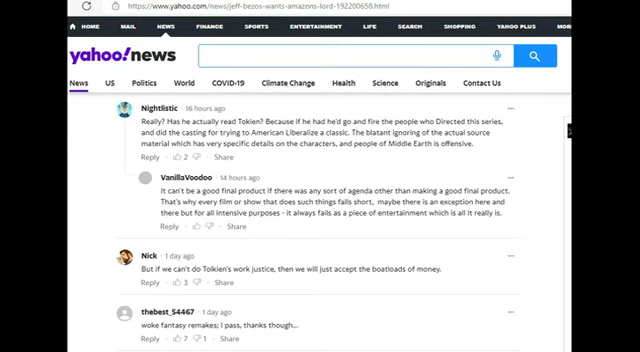 yahoo.com/news/jeff-bezos-wants-amazons-lord-192200658.html
HOME MAIL NEWS FINANCE SPORTS ENTERTAINMENT LIFE SEARCH SHOPPING YAHOO PLUS MOR
yahoo!news
News US Politics World COVID-19 Climate Change Health Science Originals Contact Us
Nightlistic · 16 hours ago
Really? Has he actually read Tokien? Because if he had he'd go and fire the people who Directed this series,
and did the casting for trying to American Liberalize a classic. The blatant ignoring of the actual source
material which has very specific details on the characters, and people of Middle Earth is offensive.
Reply 2 Share
VanillaVoodoo · 14 hours ago
It can't be a good final product if there was any sort of agenda other than making a good final product.
That's why every film or show that does such things falls short, maybe there is an exception here and
there but for all intensive purposes - it always fails as a piece of entertainment which is all it really is.
Reply Share
Nick · 1 day ago
But if we can't do Tolkien's work justice, then we will just accept the boatloads of money.
Reply 3 Share
thebest_54467 · 1 day ago
woke fantasy remakes; I pass, thanks though...
Reply 7 1 Share